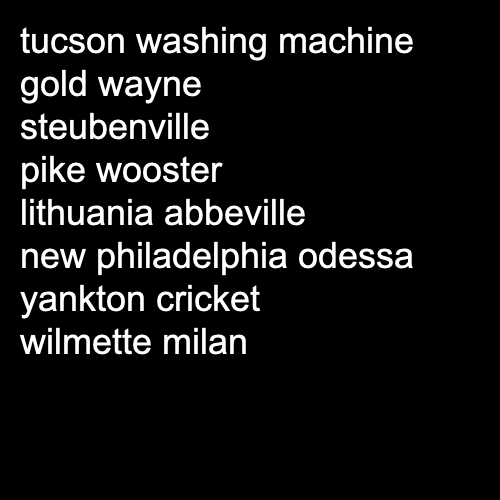 tucson washing machine
gold wayne
steubenville
pike wooster
lithuania abbeville
new philadelphia odessa
yankton cricket
wilmette milan